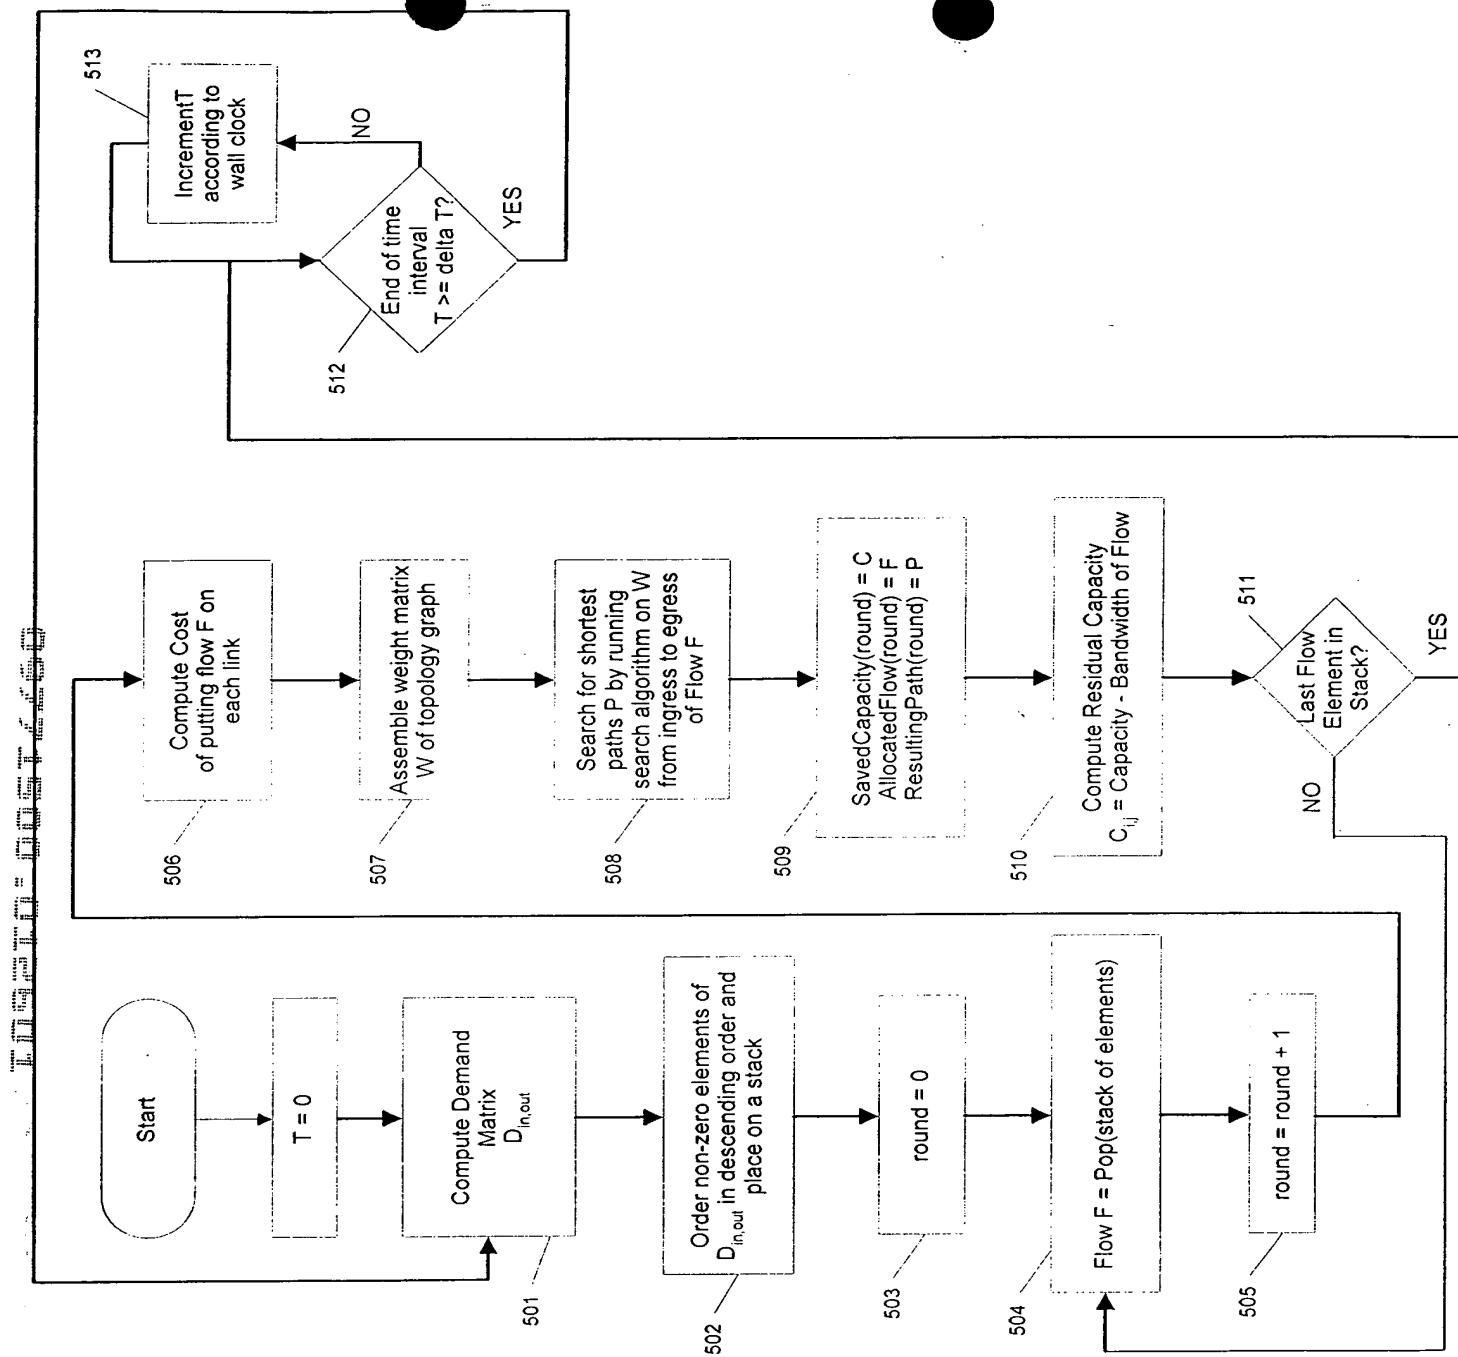 Start
T = 0
Compute Demand
Matrix
D_in,out
501
Order non-zero elements of
D_in,out in descending order and
place on a stack
502
round = 0
503
Flow F = Pop(stack of elements)
504
round = round + 1
505
Compute Cost
of putting flow F on
each link
506
Assemble weight matrix
W of topology graph
507
Search for shortest
paths P by running
search algorithm on W
from ingress to egress
of Flow F
508
SavedCapacity(round) = C
AllocatedFlow(round) = F
ResultingPath(round) = P
509
Compute Residual Capacity
C_i,j = Capacity - Bandwidth of Flow
510
Last Flow
Element in
Stack?
511
NO
YES
End of time
interval
T >= delta T?
512
NO
YES
IncrementT
according to
wall clock
513